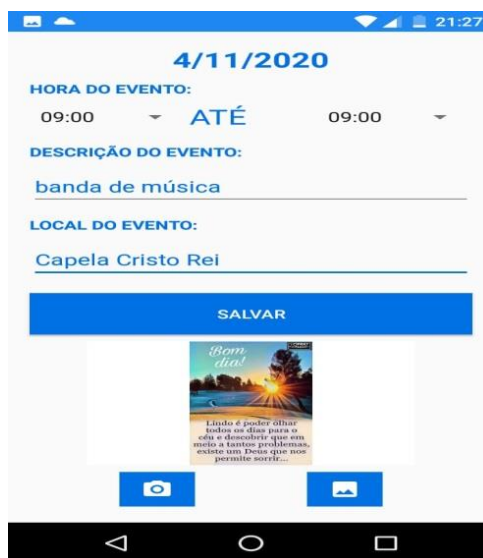 21:27
4/11/2020
HORA DO EVENTO:
09:00 ATÉ 09:00
DESCRIÇÃO DO EVENTO:
banda de música
LOCAL DO EVENTO:
Capela Cristo Rei
SALVAR
Bom
dia!
Lindo é poder olhar
todos os dias para o
céu e descobrir que em
meio a tantos problemas,
existe um Deus que nos
permite sorrir...